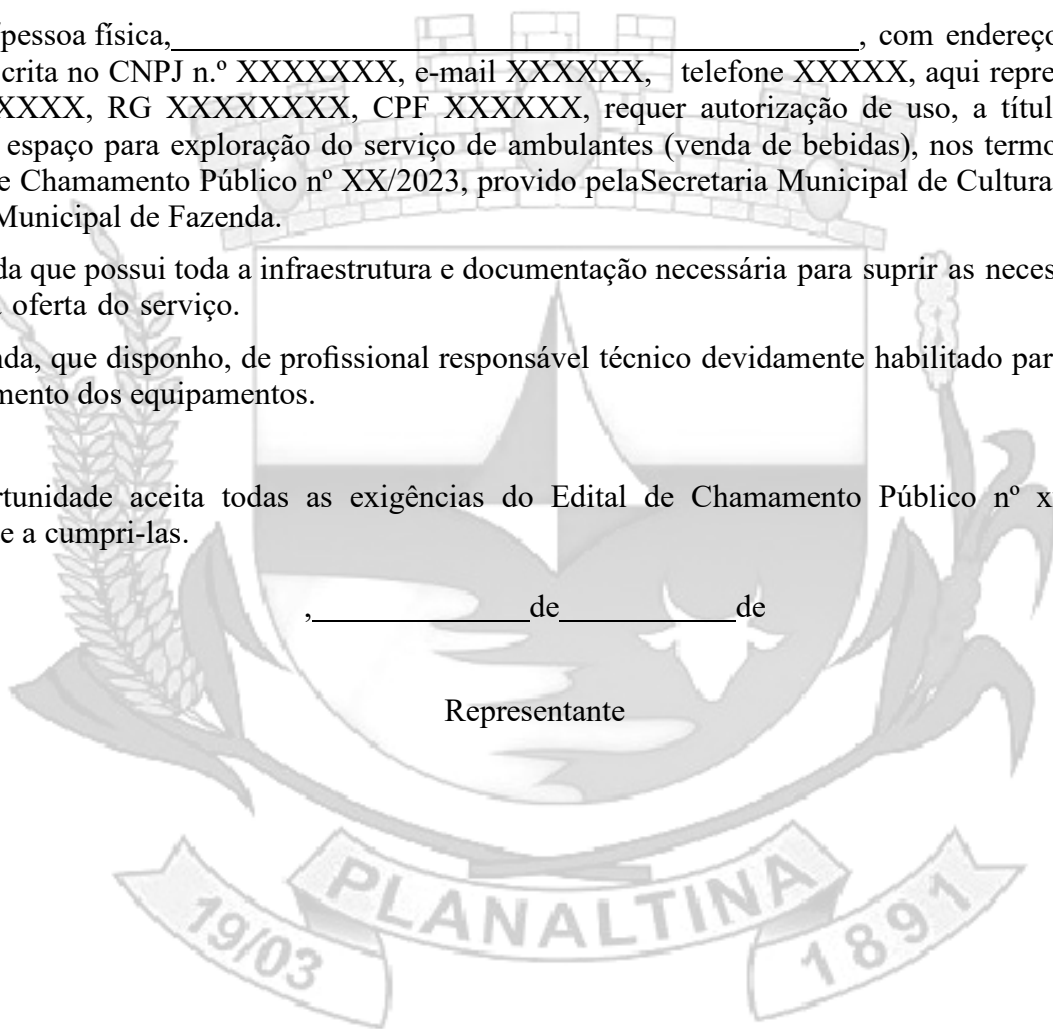 pessoa física,________________________, com endereço
crita no CNPJ n.º XXXXXXX, e-mail XXXXXX, telefone XXXXX, aqui repre
XXXX, RG XXXXXXXX, CPF XXXXXX, requer autorização de uso, a títul
espaço para exploração do serviço de ambulantes (venda de bebidas), nos termo
e Chamamento Público nº XX/2023, provido pelaSecretaria Municipal de Cultura
Municipal de Fazenda.
da que possui toda a infraestrutura e documentação necessária para suprir as neces
oferta do serviço.
nda, que disponho, de profissional responsável técnico devidamente habilitado par
mento dos equipamentos.
rtunidade aceita todas as exigências do Edital de Chamamento Público nº x
e a cumpri-las.
,______________de___________de
Representante
PLANALTINA
19/03
1891